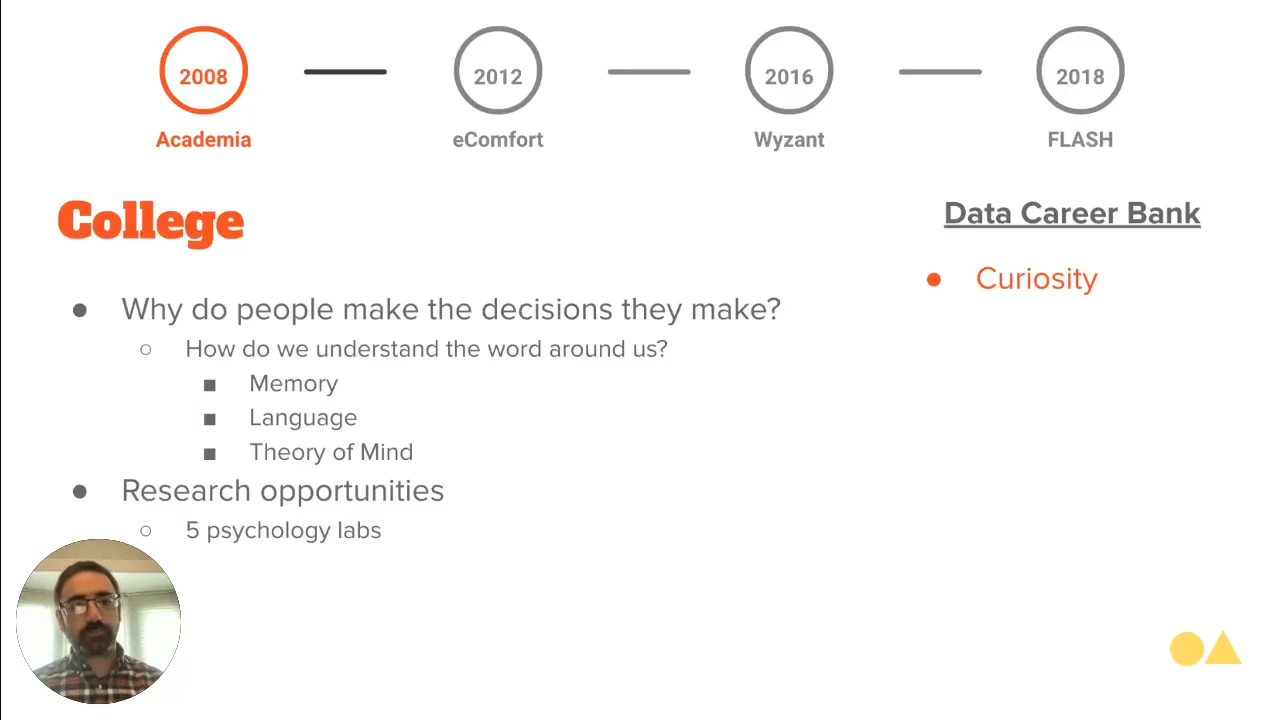 2008
2012
2016
2018
Academia
eComfort
Wyzant
FLASH
College
Data Career Bank
● Curiosity
● Why do people make the decisions they make?
○ How do we understand the word around us?
■ Memory
■ Language
■ Theory of Mind
● Research opportunities
○ 5 psychology labs